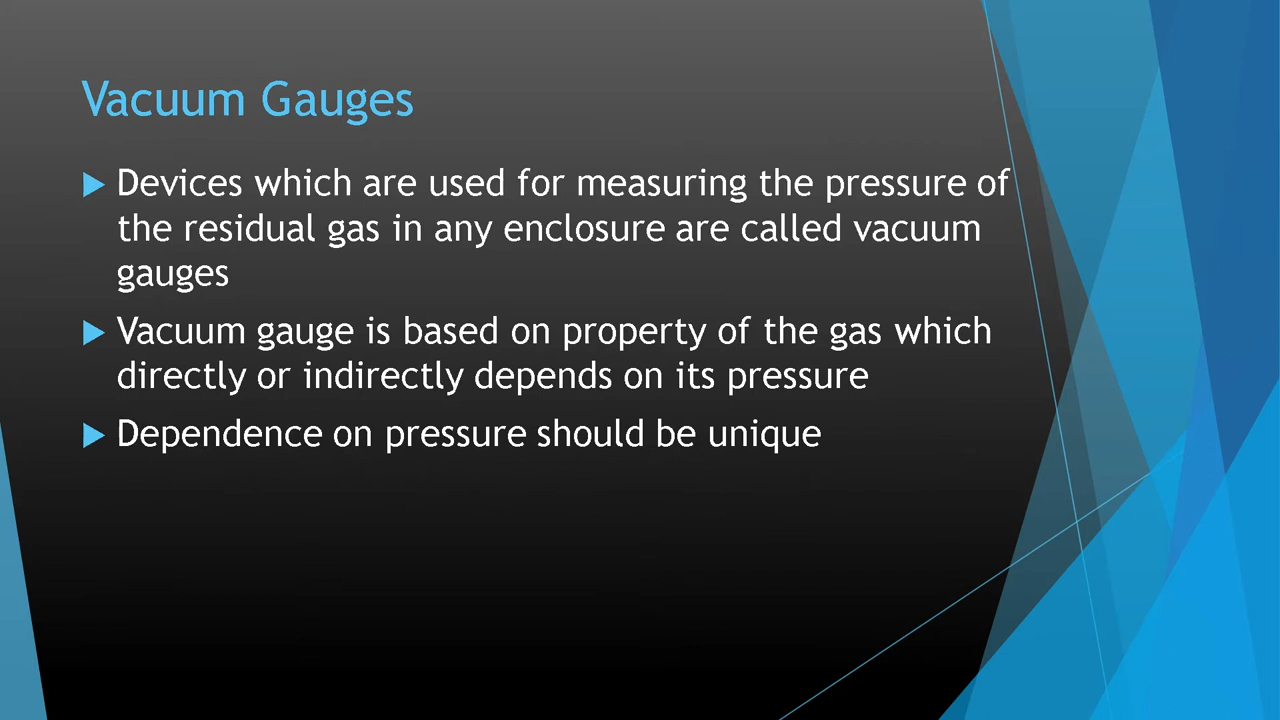 Vacuum Gauges
Devices which are used for measuring the pressure of
the residual gas in any enclosure are called vacuum
gauges
Vacuum gauge is based on property of the gas which
directly or indirectly depends on its pressure
Dependence on pressure should be unique